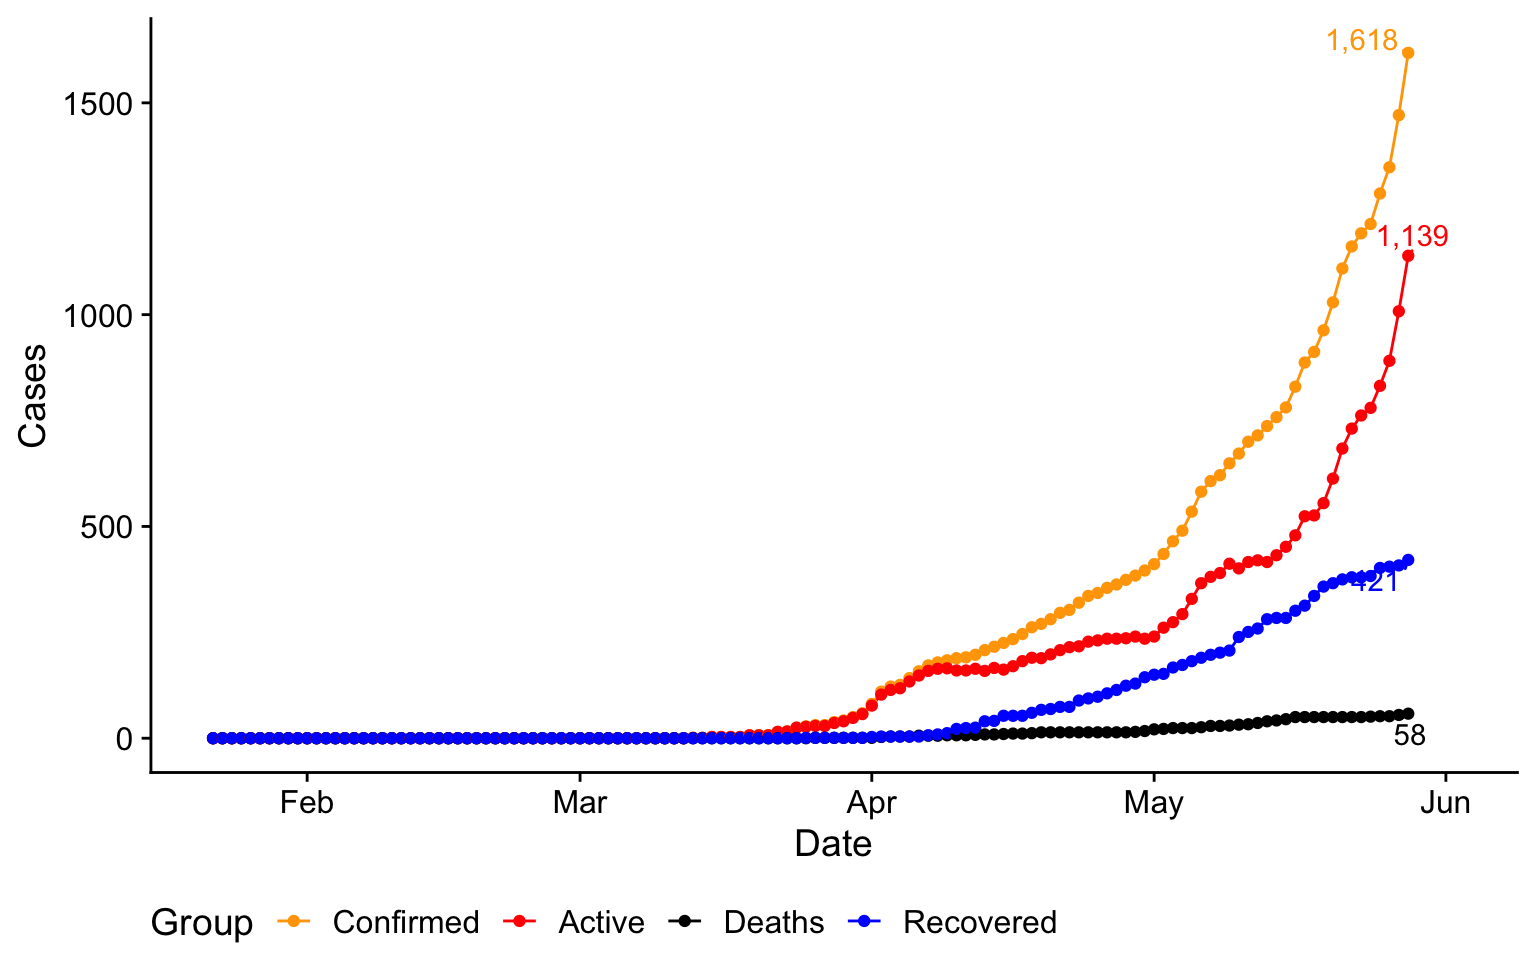 1,618
1500
1,139
1000
Cases
500
421
58
0
Feb Mar Apr May Jun
Date
Group Confirmed Active Deaths Recovered